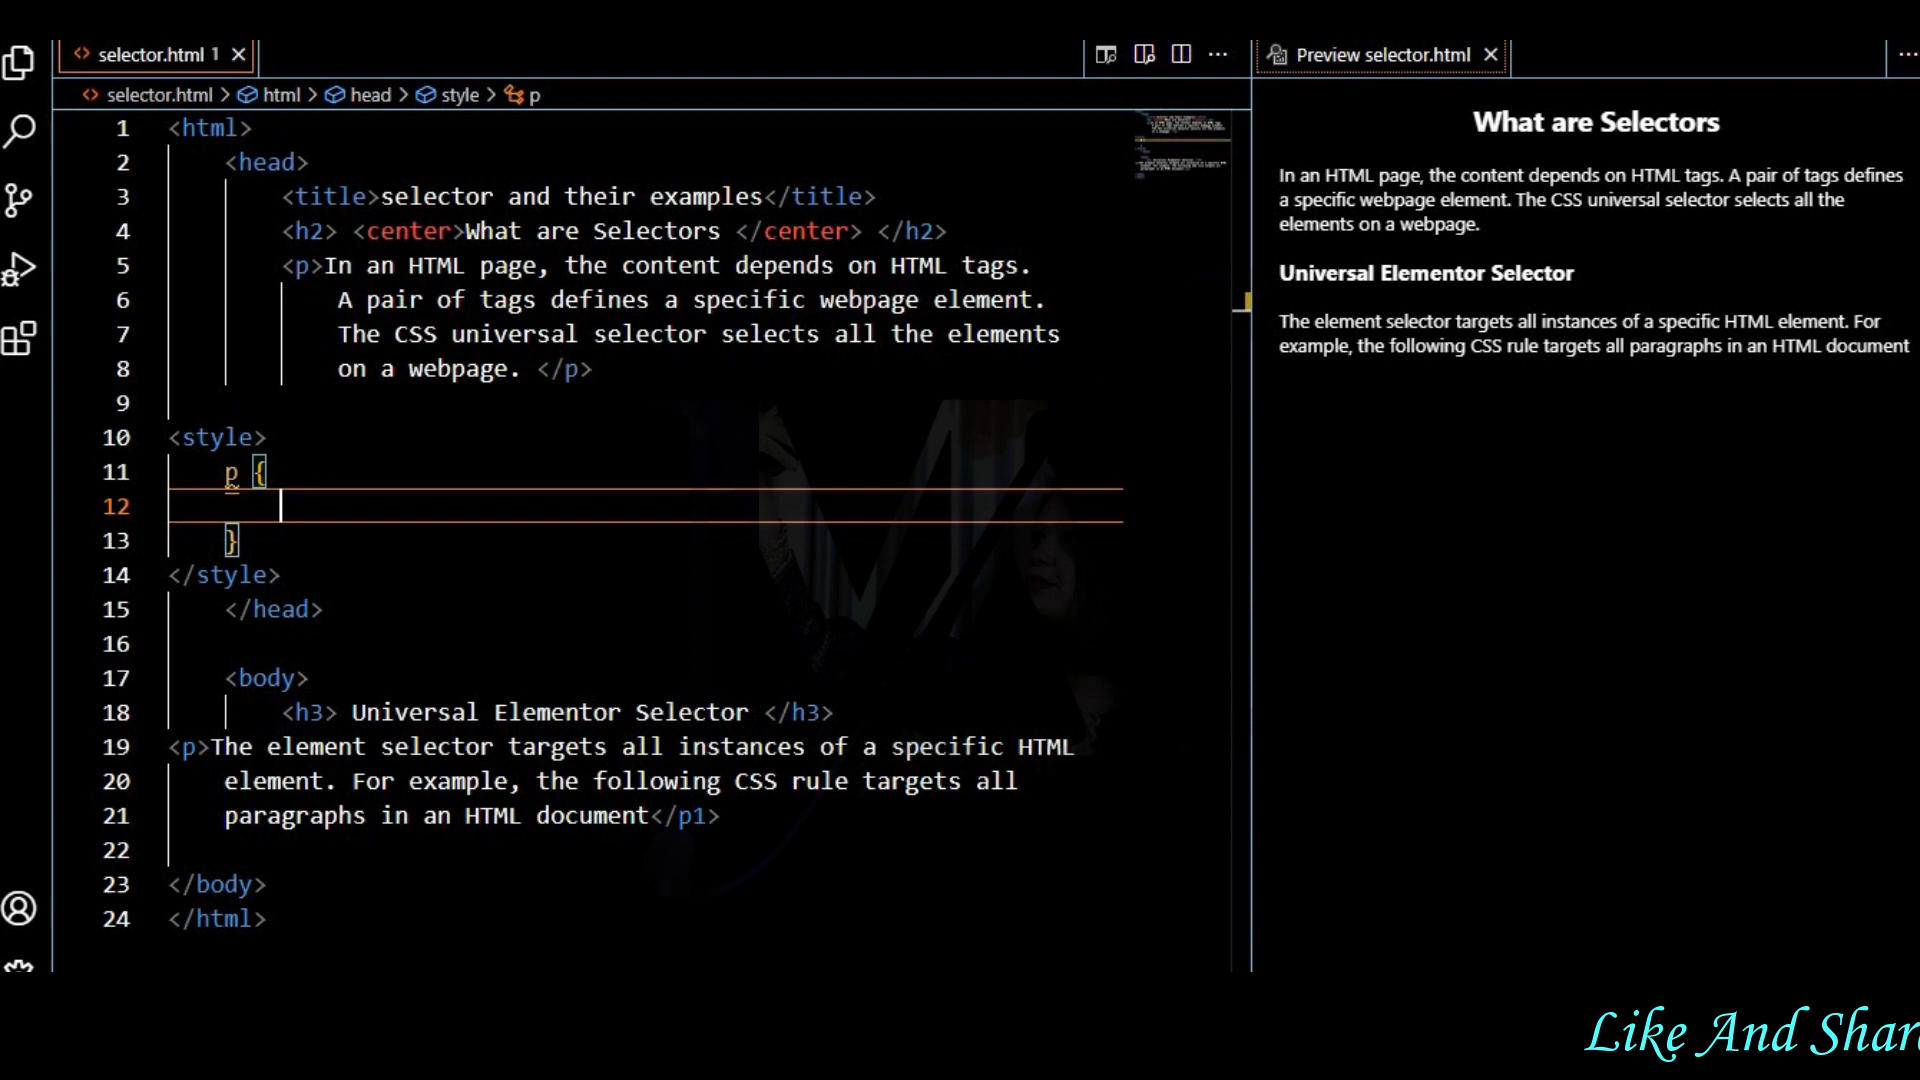 selector.html 1
Preview selector.html
selector.html > html > head > style > p
1 <html>
2 <head>
3 <title>selector and their examples</title>
4 <h2> <center>What are Selectors </center> </h2>
5 <p>In an HTML page, the content depends on HTML tags.
6 A pair of tags defines a specific webpage element.
7 The CSS universal selector selects all the elements
8 on a webpage. </p>
9
10 <style>
11 p {
12
13 }
14 </style>
15 </head>
16
17 <body>
18 <h3> Universal Elementor Selector </h3>
19 <p>The element selector targets all instances of a specific HTML
20 element. For example, the following CSS rule targets all
21 paragraphs in an HTML document</p1>
22
23 </body>
24 </html>
What are Selectors
In an HTML page, the content depends on HTML tags. A pair of tags defines
a specific webpage element. The CSS universal selector selects all the
elements on a webpage.
Universal Elementor Selector
The element selector targets all instances of a specific HTML element. For
example, the following CSS rule targets all paragraphs in an HTML document
Like And Shar